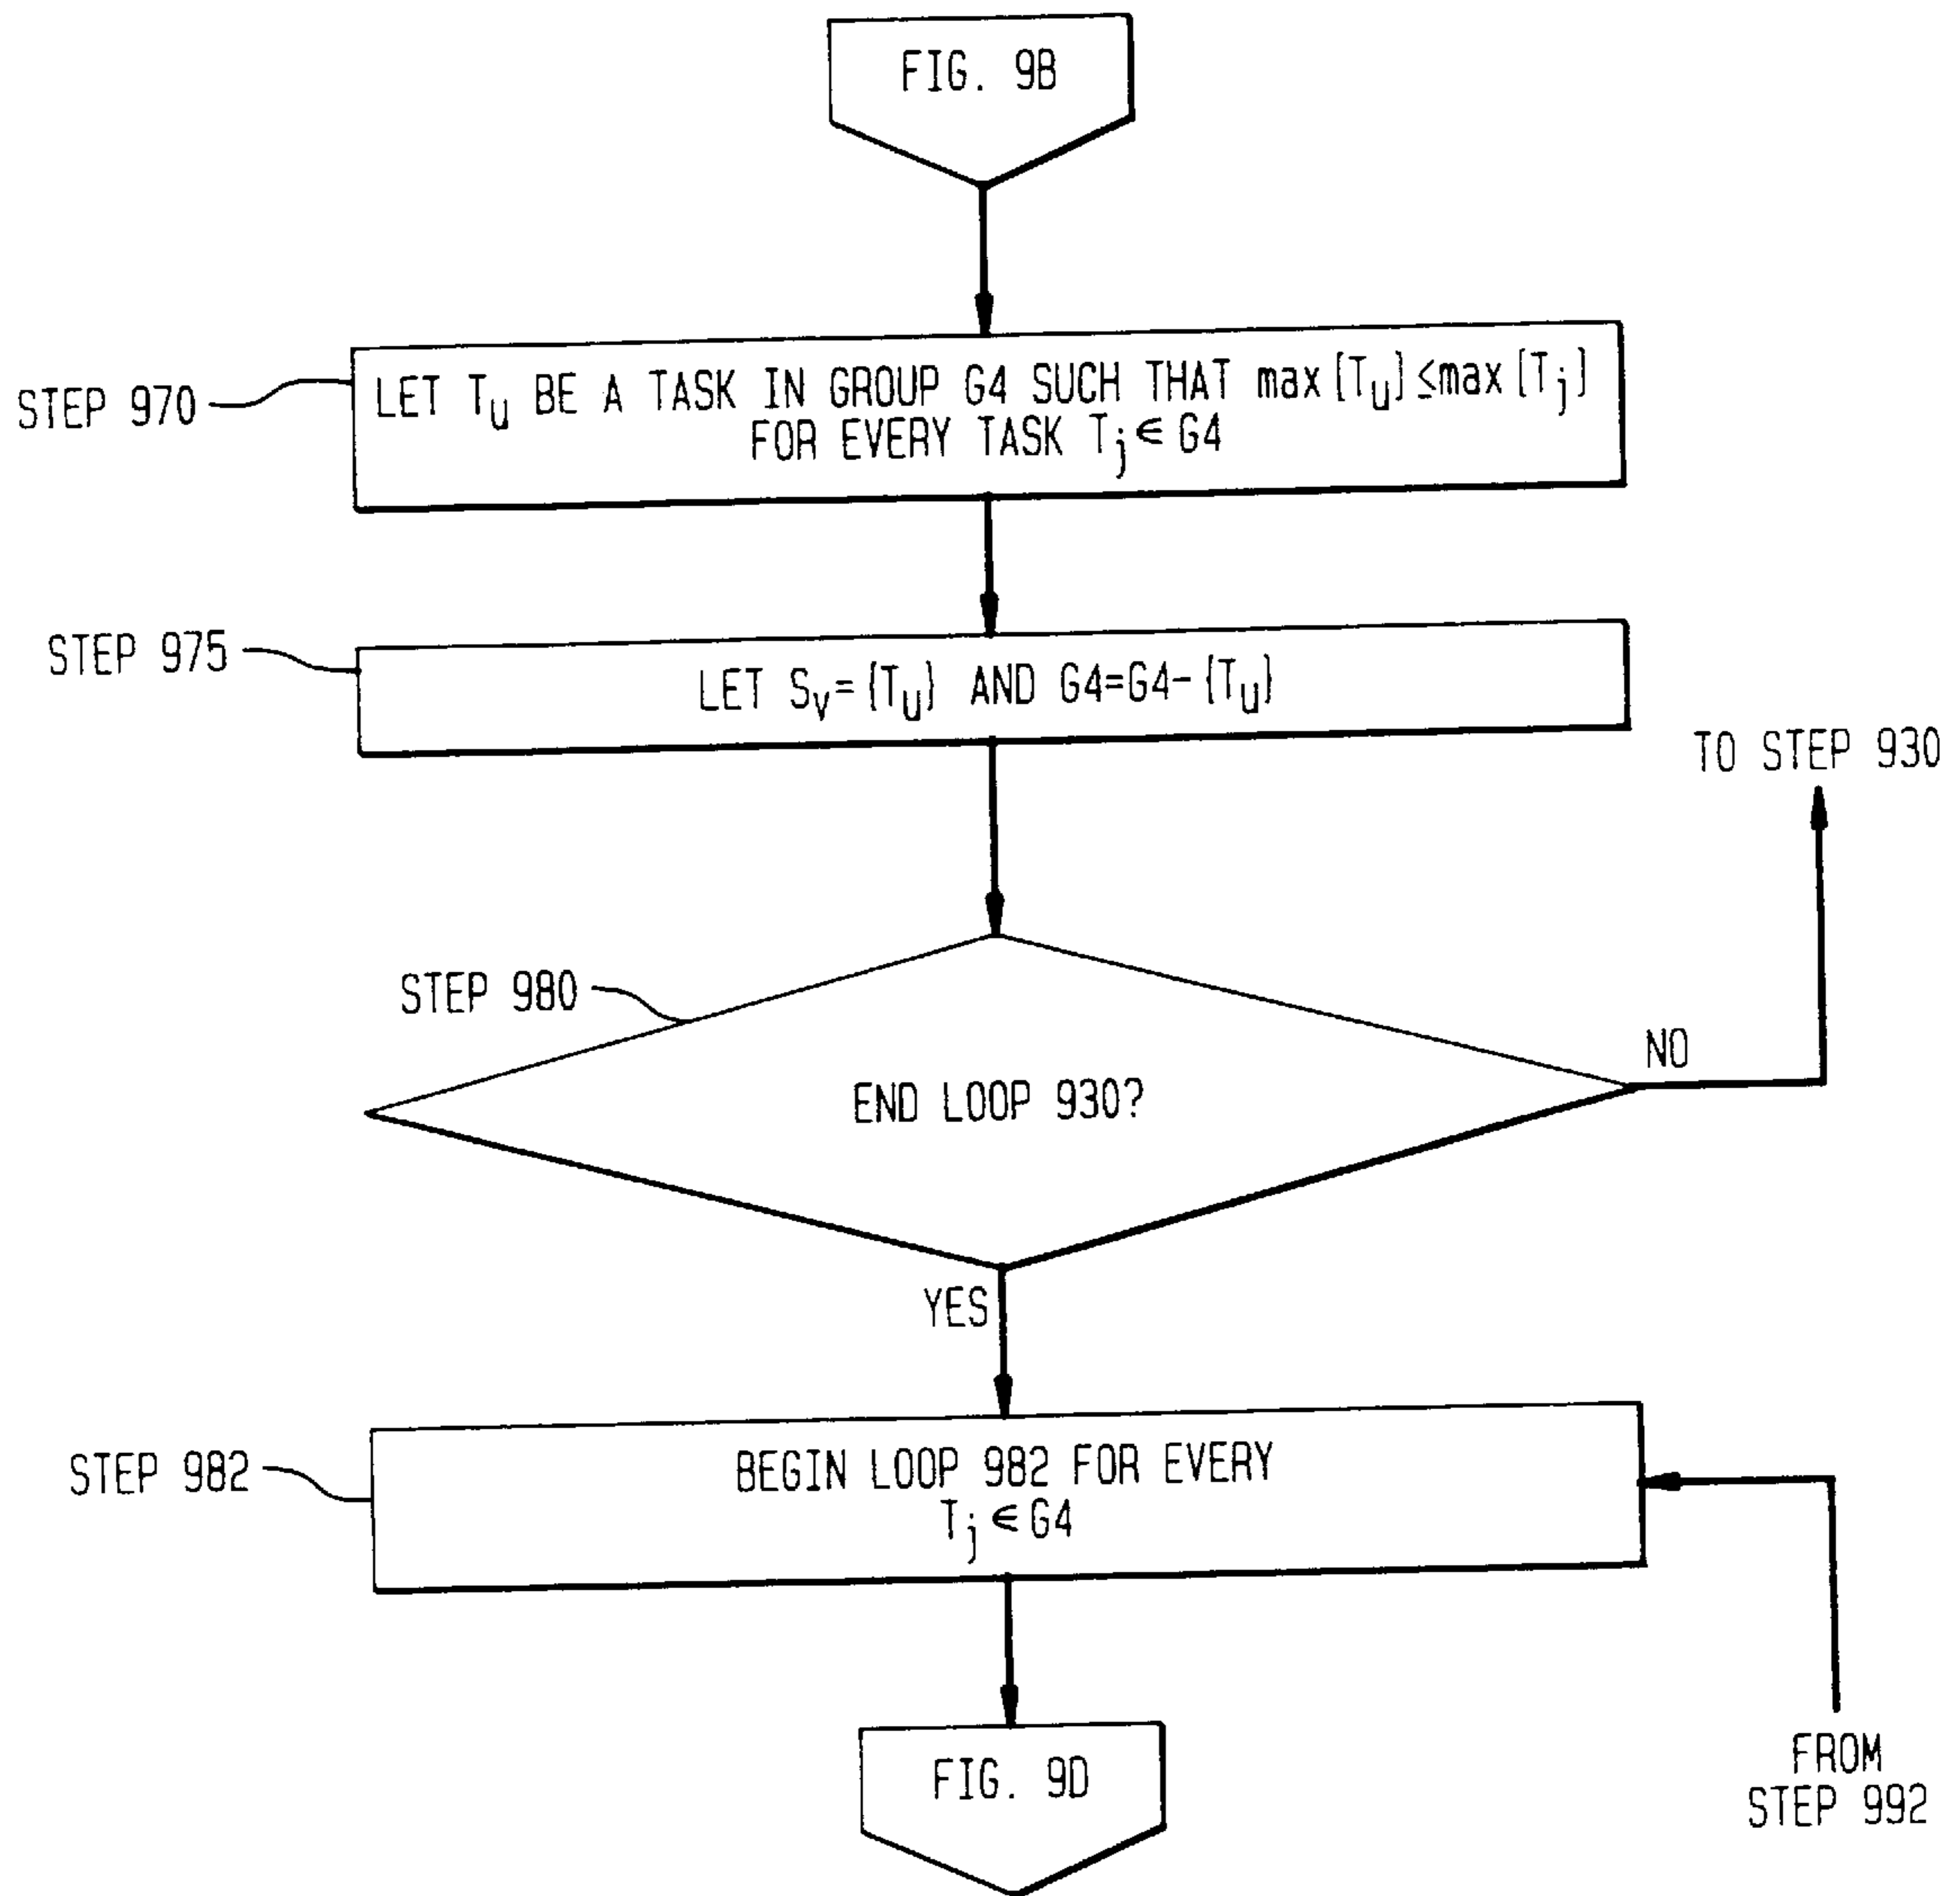 FIG. 9B
STEP 970
LET Tu BE A TASK IN GROUP G4 SUCH THAT max(Tu)≤max(Tj)
FOR EVERY TASK Tj∈G4
STEP 975
LET Sv={Tu} AND G4=G4-{Tu}
TO STEP 930
STEP 980
END LOOP 930?
NO
YES
STEP 982
BEGIN LOOP 982 FOR EVERY
Tj∈G4
FIG. 9D
FROM
STEP 992